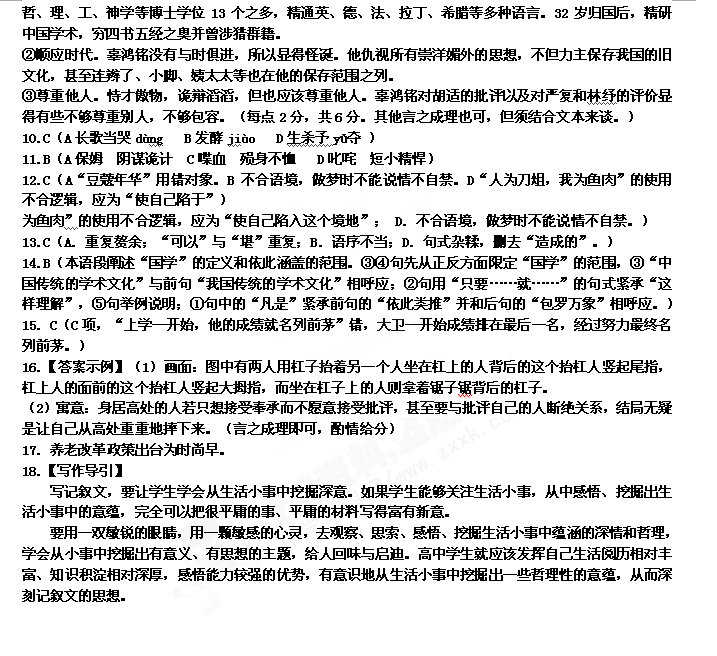 哲、理、工、神学等博士学位 13 个之多，精通英、德、法、拉丁、希腊等多种语言。32 岁归国后，精研
中国学术，穷四书五经之奥并曾涉猎群籍。
②顺应时代。辜鸿铭没有与时俱进，所以显得怪诞。他仇视所有崇洋媚外的思想，不但力主保存我国的旧
文化，甚至连辫子、小脚、姨太太等也在他的保存范围之列。
③尊重他人。恃才傲物，诡辩滔滔，但也应该尊重他人。辜鸿铭对胡适的批评以及对严复和林纾的评价显
得有些不够尊重别人，不够包容。（每点 2分，共6分。其他言之成理也可，但须结合文本来谈。）
10.C（A长歌当哭 dàng　B发酵 jiào　D生杀予 yǔ夺 ）
11.B（A保姆　阴谋诡计　C喋血　殒身不恤　D叱咤　短小精悍）
12.C（A“豆蔻年华”用错对象。B 不合语境，做梦时不能说情不自禁。D“人为刀俎，我为鱼肉”的使用
不合逻辑，应为“使自己陷于”）
为鱼肉”的使用不合逻辑，应为“使自己陷入这个境地”； D．不合语境，做梦时不能说情不自禁。）
13.C（A．重复赘余；“可以”与“堪”重复；B．语序不当；D．句式杂糅，删去“造成的”。）
14.B（本语段阐述“国学”的定义和依此涵盖的范围。③④句先从正反方面限定“国学”的范围，③“中
国传统的学术文化”与前句“我国传统的学术文化”相呼应；②句用“只要……就……”的句式紧承“这
样理解”，⑤句举例说明；①句中的“凡是”紧承前句的“依此类推”并和后句的“包罗万象”相呼应。）
15. C（C项，“上学一开始，他的成绩就名列前茅”错，大卫一开始成绩排在最后一名，经过努力最终名
列前茅。）
16.【答案示例】（1）画面：图中有两人用杠子抬着另一个人坐在杠上的人背后的这个抬杠人竖起尾指，
杠上人的面前的这个抬杠人竖起大拇指，而坐在杠子上的人则拿着锯子锯背后的杠子。
（2）寓意：身居高处的人若只想接受奉承而不愿意接受批评，甚至要与批评自己的人断绝关系，结局无疑
是让自己从高处重重地摔下来。（言之成理即可，酌情给分）
17．养老改革政策出台为时尚早。
18.【写作导引】
写记叙文，要让学生学会从生活小事中挖掘深意。如果学生能够关注生活小事，从中感悟、挖掘出生
活小事中的意蕴，完全可以把很平庸的事、平庸的材料写得富有新意。
要用一双敏锐的眼睛，用一颗敏感的心灵，去观察、思索、感悟、挖掘生活小事中蕴涵的深情和哲理，
学会从小事中挖掘出有意义、有思想的主题，给人回味与启迪。高中学生就应该发挥自己生活阅历相对丰
富、知识积淀相对深厚，感悟能力较强的优势，有意识地从生活小事中挖掘出一些哲理性的意蕴，从而深
刻记叙文的思想。